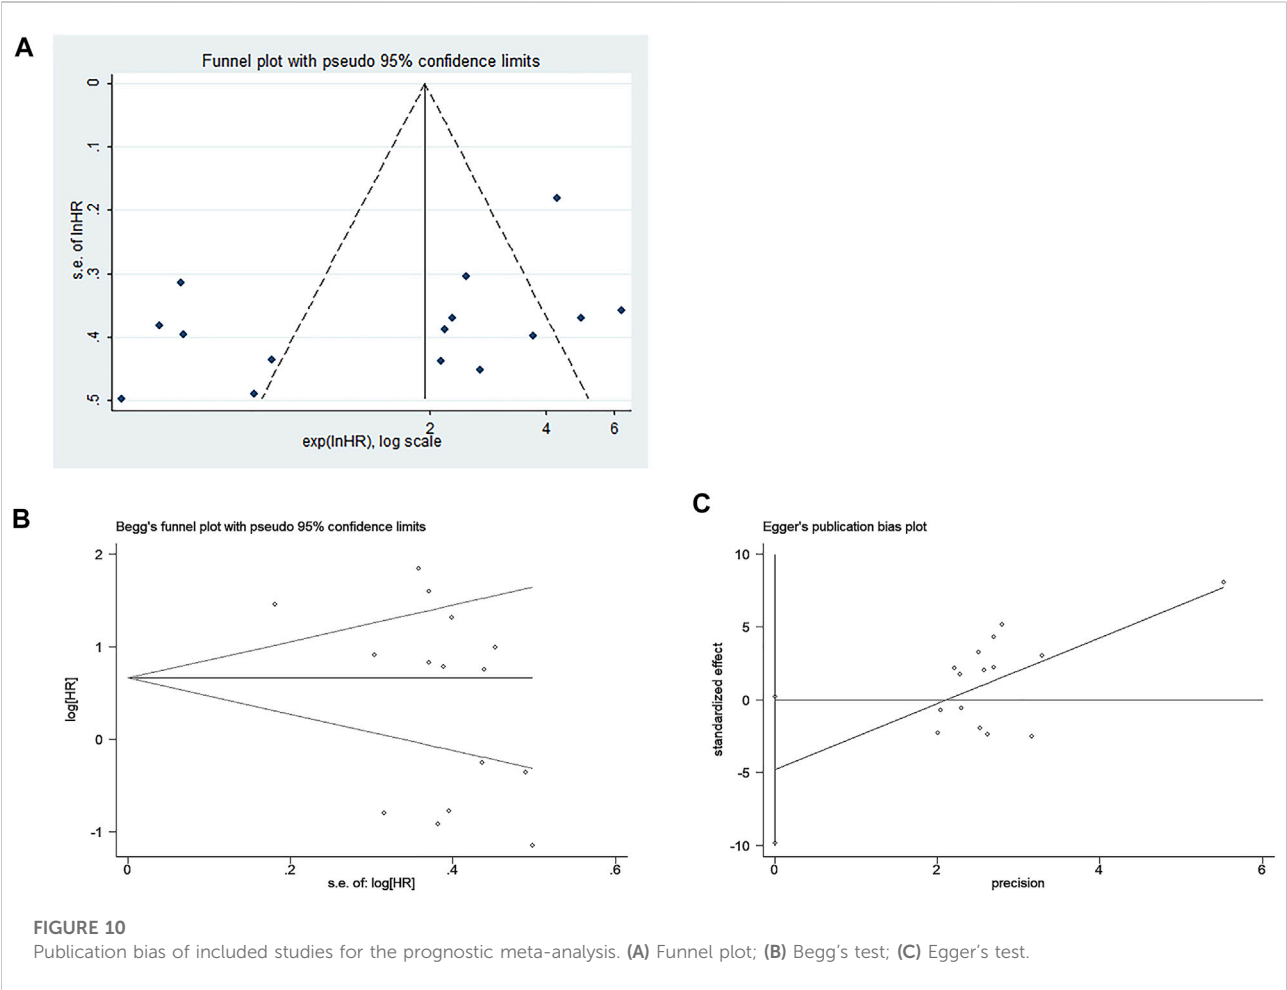 A
Funnel plot with pseudo 95% confidence limits
0
.1
.2
.3
.4
.5
s.e. of lnHR
2
4
6
exp(lnHR), log scale
B
Begg's funnel plot with pseudo 95% confidence limits
2
1
0
-1
log[HR]
0
.2
.4
.6
s.e. of: log[HR]
C
Egger's publication bias plot
10
5
0
-5
-10
standardized effect
0
2
4
6
precision
FIGURE 10
Publication bias of included studies for the prognostic meta-analysis. (A) Funnel plot; (B) Begg’s test; (C) Egger’s test.